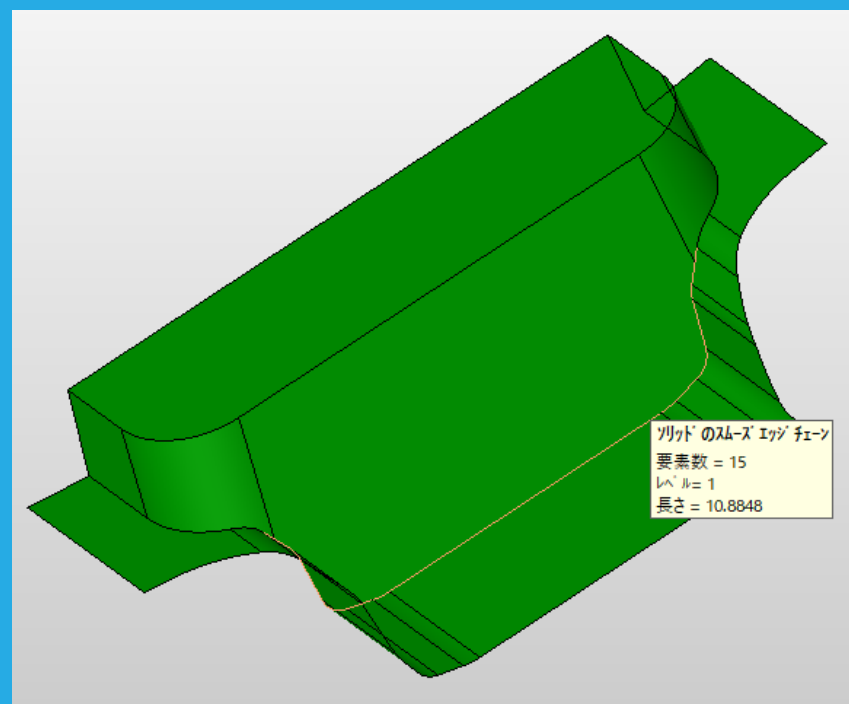 ソリッド のスムーズ エッジ チェーン
要素数 = 15
レベル= 1
長さ = 10.8848